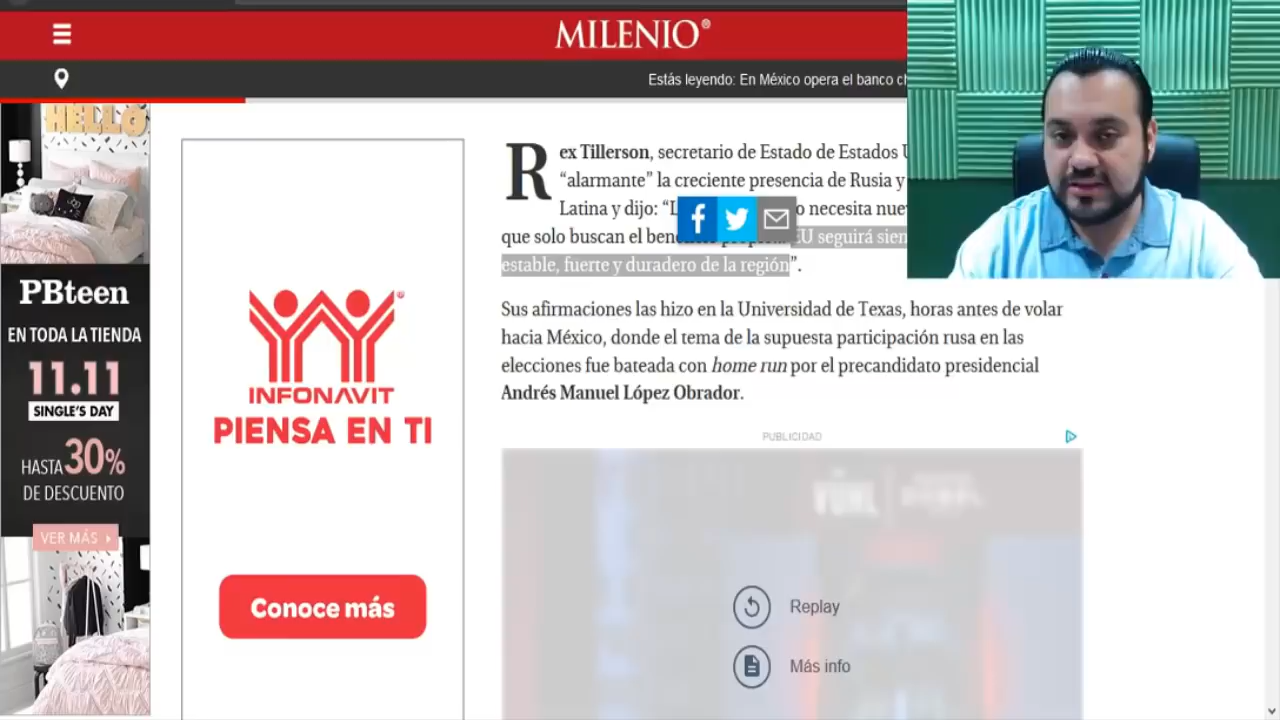 MILENIO®
Estás leyendo: En México opera el banco
HELLO
PBteen
EN TODA LA TIENDA
11.11
SINGLE'S DAY
HASTA 30%
DE DESCUENTO
VER MÁS
INFONAVIT®
PIENSA EN TI
Conoce más
Rex Tillerson, secretario de Estado de Estados
“alarmante” la creciente presencia de Rusia y
Latina y dijo: “ necesita
que solo buscan el EU seguirá
estable, fuerte y duradero de la región”.
Sus afirmaciones las hizo en la Universidad de Texas, horas antes de volar
hacia México, donde el tema de la supuesta participación rusa en las
elecciones fue bateada con home run por el precandidato presidencial
Andrés Manuel López Obrador.
PUBLICIDAD
Replay
Más info